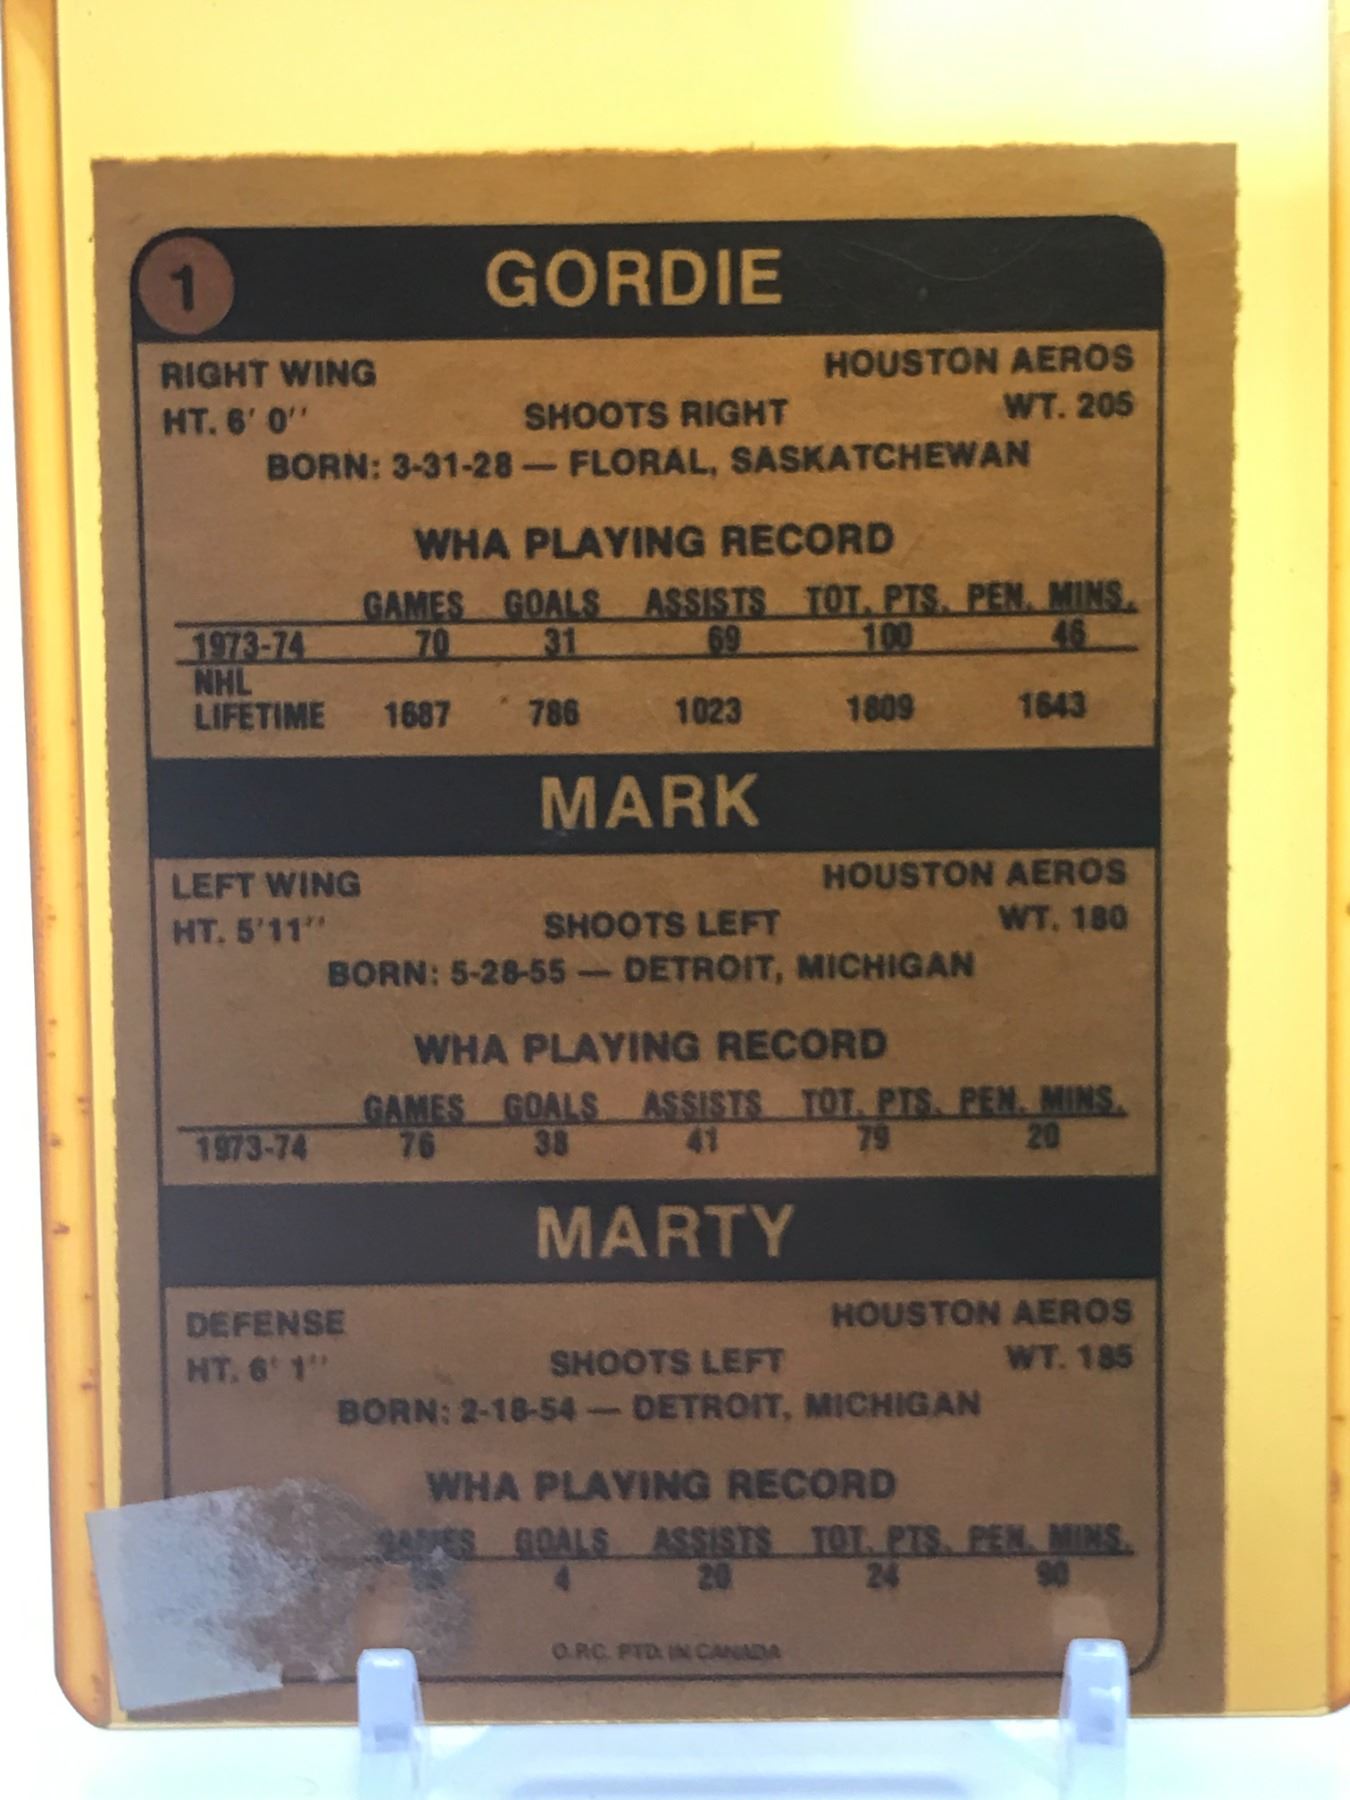 1 GORDIE
RIGHT WING HOUSTON AEROS
HT. 6' 0'' SHOOTS RIGHT WT. 205
BORN: 3-31-28 — FLORAL, SASKATCHEWAN
WHA PLAYING RECORD
GAMES GOALS ASSISTS TOT. PTS. PEN. MINS.
1973-74 70 31 69 100 46
NHL
LIFETIME 1687 786 1023 1809 1643
MARK
LEFT WING HOUSTON AEROS
HT. 5'11'' SHOOTS LEFT WT. 180
BORN: 5-28-55 — DETROIT, MICHIGAN
WHA PLAYING RECORD
GAMES GOALS ASSISTS TOT. PTS. PEN. MINS.
1973-74 76 38 41 79 20
MARTY
DEFENSE HOUSTON AEROS
HT. 6' 1'' SHOOTS LEFT WT. 185
BORN: 2-18-54 — DETROIT, MICHIGAN
WHA PLAYING RECORD
GAMES GOALS ASSISTS TOT. PTS. PEN. MINS.
4 20 24 90
O.P.C. PTD. IN CANADA